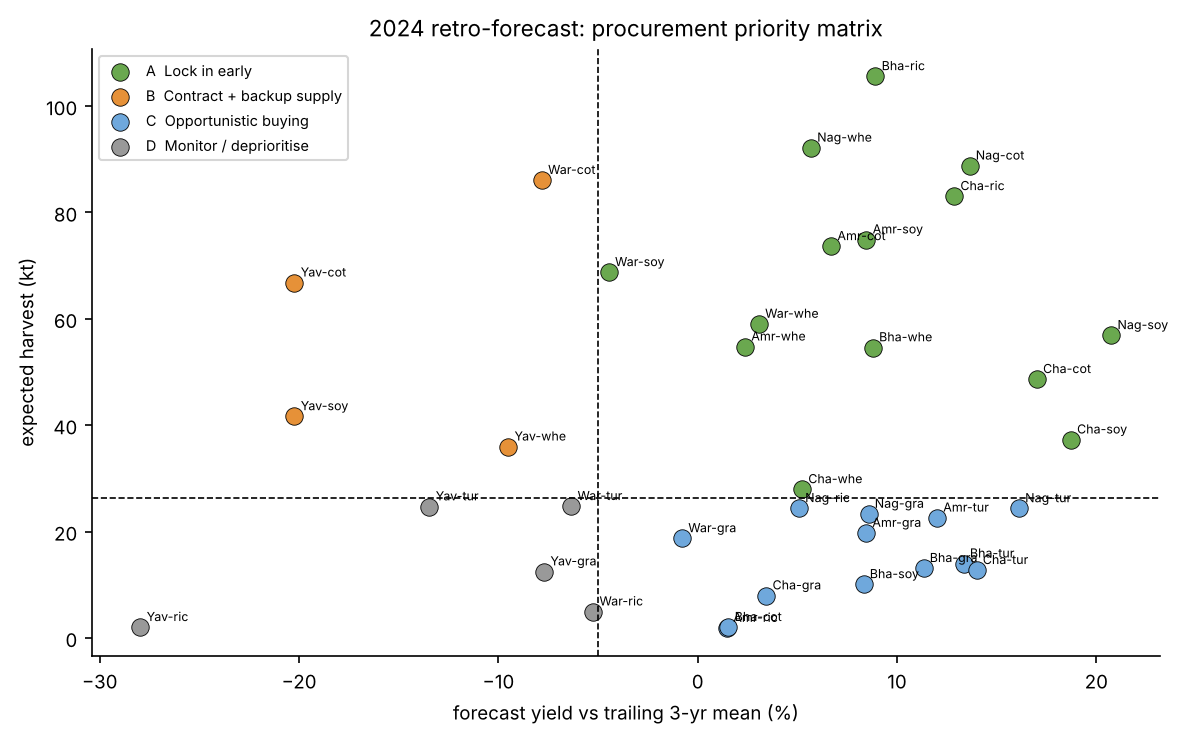 2024 retro-forecast: procurement priority matrix
A Lock in early
B Contract + backup supply
C Opportunistic buying
D Monitor / deprioritise
expected harvest (kt)
100
80
60
40
20
0
Bha-ric
Nag-whe
Nag-cot
War-cot
Cha-ric
Amr-soy
Amr-cot
War-soy
Yav-cot
War-whe
Nag-soy
Amr-whe
Bha-whe
Cha-cot
Yav-soy
Cha-soy
Yav-whe
Cha-whe
Yav-tur
War-tur
Nag-ric
Nag-gra
Nag-tur
Amr-tur
Amr-gra
War-gra
Yav-gra
Bha-gra
Bha-tur
Cha-tur
Bha-soy
Cha-gra
War-ric
Yav-ric
Bha-cot
Amr-ric
−30
−20
−10
0
10
20
forecast yield vs trailing 3-yr mean (%)